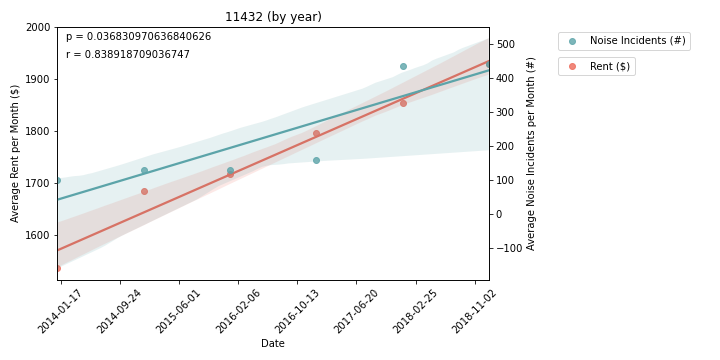 11432 (by year)
p = 0.036830970636840626
r = 0.838918709036747
Noise Incidents (#)
Rent ($)
Average Rent per Month ($)
2000
1900
1800
1700
1600
Average Noise Incidents per Month (#)
500
400
300
200
100
0
−100
2014-01-17
2014-09-24
2015-06-01
2016-02-06
2016-10-13
2017-06-20
2018-02-25
2018-11-02
Date